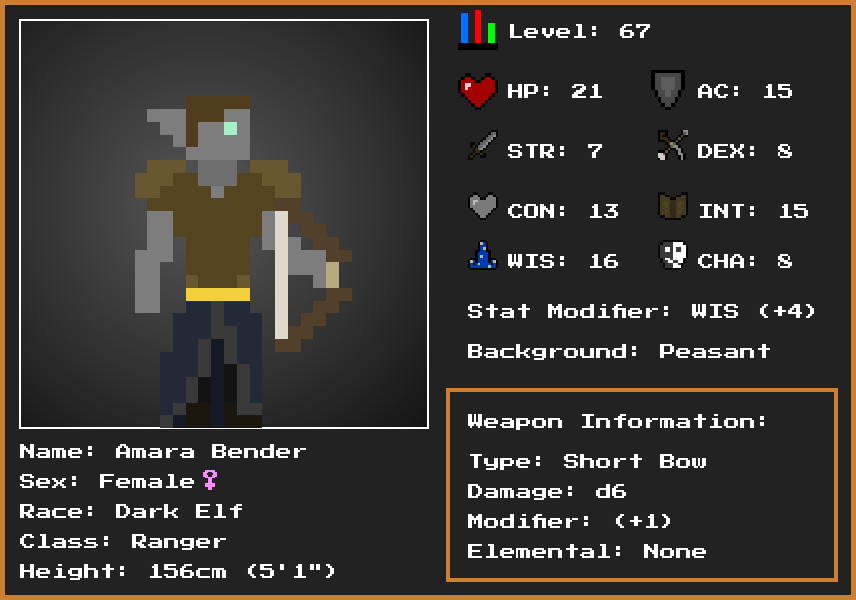 Level: 67
HP: 21 AC: 15
STR: 7 DEX: 8
CON: 13 INT: 15
WIS: 16 CHA: 8
Stat Modifier: WIS (+4)
Background: Peasant
Weapon Information:
Type: Short Bow
Damage: d6
Modifier: (+1)
Elemental: None
Name: Amara Bender
Sex: Female♀
Race: Dark Elf
Class: Ranger
Height: 156cm (5'1")